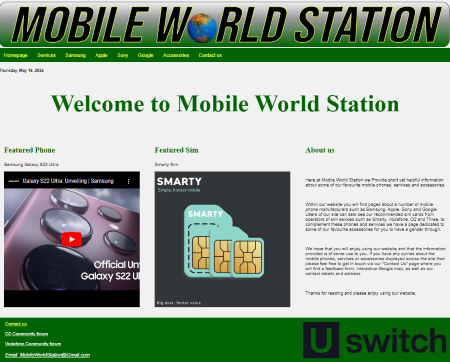 MOBILE WORLD STATION
Homepage Services Samsung Apple Sony Google Accessories Contact us
Welcome to Mobile World Station
Featured Phone
Samsung Galaxy S22 Ultra
Galaxy S22 Ultra: Unveiling | Samsung
Official Un
Galaxy S22
Featured Sim
Smarty Sim
SMARTY
Simple, honest mobile
SMARTY
Big data. Better value
About us
Here at Mobile World Station we Provide short yet helpful information
about some of our favourite mobile phones, services and accessories
Within our website you will find pages about a number of mobile
phone manufacturers such as Samsung, Apple, Sony and Google.
Users of our site can also see our recommended sim cards from
operators of sim sevices such as Smarty, Vodafone, O2 and Three, to
complement these phones and services we have a page dedicated to
some of our favourite accessories for you to have a gander through.
We hope that you will enjoy using our website and that the information
provided is of some use to you. If you have any queries about the
mobile phones, services or accessories displayed across the site then
please feel free to get in touch via our "Contact Us" page where you
will find a feedback form, interactive Google map, as well as our
contact details and address.
Thanks for reading and please enjoy using our website.
Contact us
O2 Community forum
Vodafone Community forum
Email: MobileWorldStation@Gmail.com
Uswitch